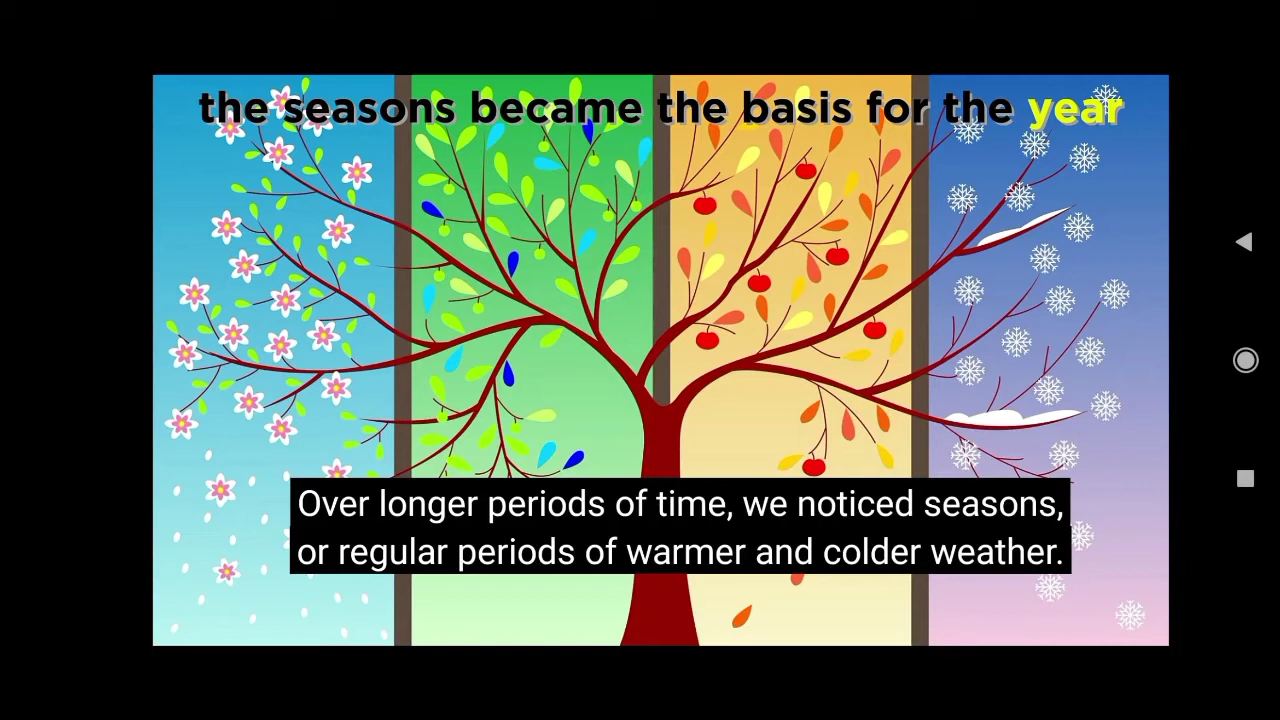 the seasons became the basis for the year
Over longer periods of time, we noticed seasons,
or regular periods of warmer and colder weather.